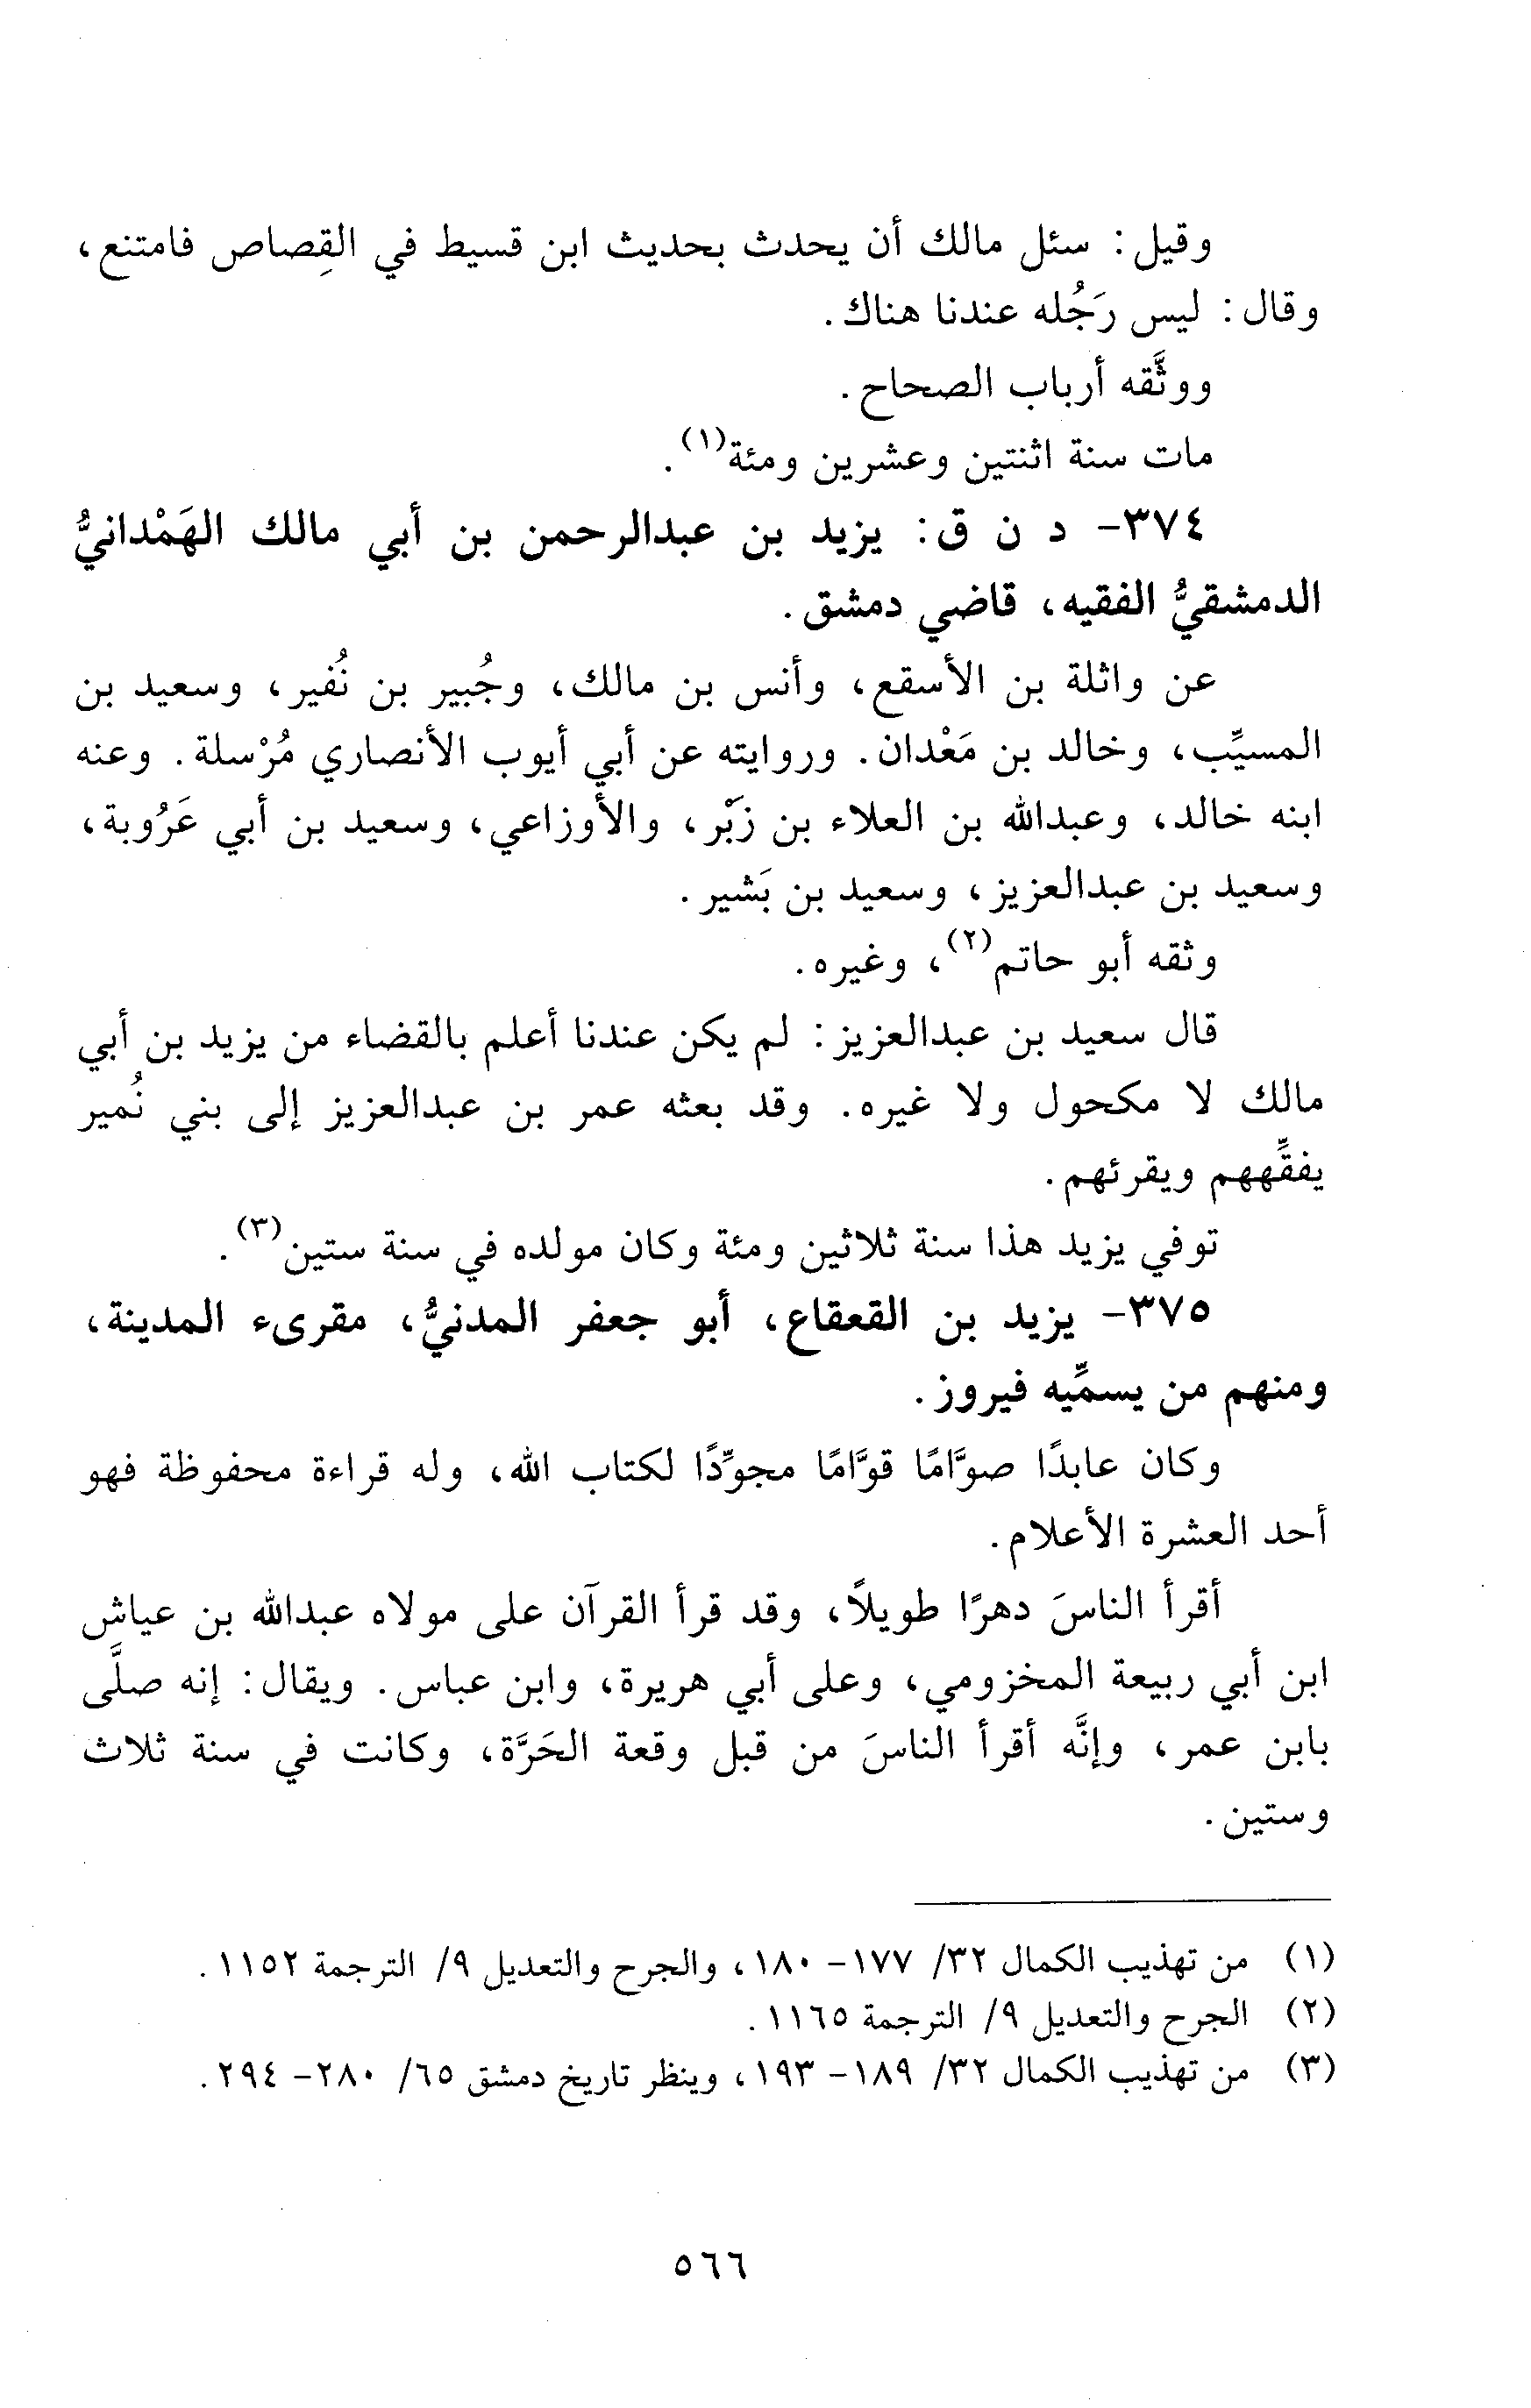 وقيل: سئل مالك أن يحدث بحديث ابن قسيط في القِصاص فامتنع،
وقال: ليس رَجُله عندنا هناك.
ووثَّقه أرباب الصحاح.
مات سنة اثنتين وعشرين ومئة(١).
٣٧٤- د ن ق: يزيد بن عبدالرحمن بن أبي مالك الهَمْدانيُّ
الدمشقيُّ الفقيه، قاضي دمشق.
عن واثلة بن الأسقع، وأنس بن مالك، وجُبير بن نُفير، وسعيد بن
المسيِّب، وخالد بن مَعْدان. وروايته عن أبي أيوب الأنصاري مُرْسلة. وعنه
ابنه خالد، وعبدالله بن العلاء بن زَبْر، والأوزاعي، وسعيد بن أبي عَرُوبة،
وسعيد بن عبدالعزيز، وسعيد بن بَشير.
وثقه أبو حاتم(٢)، وغيره.
قال سعيد بن عبدالعزيز: لم يكن عندنا أعلم بالقضاء من يزيد بن أبي
مالك لا مكحول ولا غيره. وقد بعثه عمر بن عبدالعزيز إلى بني نُمير
يفقِّههم ويقرئهم.
توفي يزيد هذا سنة ثلاثين ومئة وكان مولده في سنة ستين(٣).
٣٧٥- يزيد بن القعقاع، أبو جعفر المدنيُّ، مقرىء المدينة،
ومنهم من يسمِّيه فيروز.
وكان عابدًا صوَّامًا قوَّامًا مجوِّدًا لكتاب الله، وله قراءة محفوظة فهو
أحد العشرة الأعلام.
أقرأ الناسَ دهرًا طويلاً، وقد قرأ القرآن على مولاه عبدالله بن عياش
ابن أبي ربيعة المخزومي، وعلى أبي هريرة، وابن عباس. ويقال: إنه صلَّى
بابن عمر، وإنَّه أقرأ الناسَ من قبل وقعة الحَرَّة، وكانت في سنة ثلاث
وستين.
(١) من تهذيب الكمال ٣٢/ ١٧٧- ١٨٠، والجرح والتعديل ٩/ الترجمة ١١٥٢.
(٢) الجرح والتعديل ٩/ الترجمة ١١٦٥.
(٣) من تهذيب الكمال ٣٢/ ١٨٩- ١٩٣، وينظر تاريخ دمشق ٦٥/ ٢٨٠- ٢٩٤.
٥٦٦